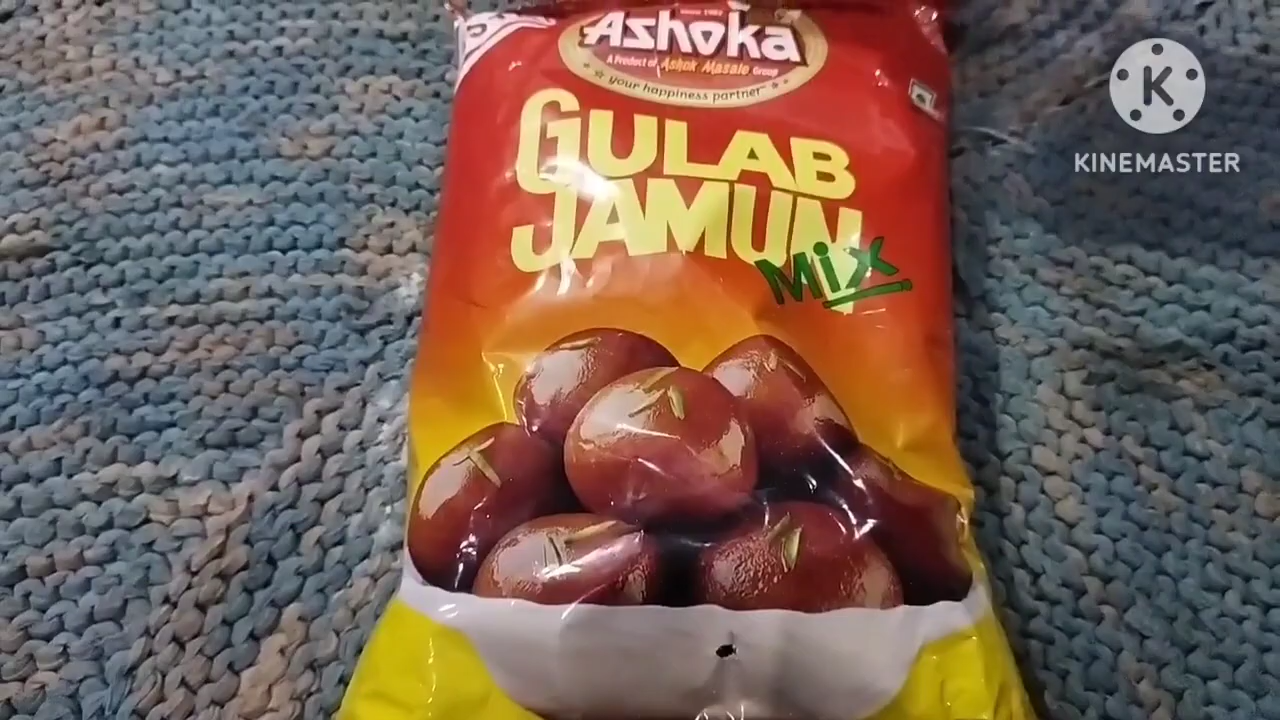 Ashoka
A Product of Ashok Masale Group
your happiness partner
GULAB
JAMUN
Mix
K
KINEMASTER